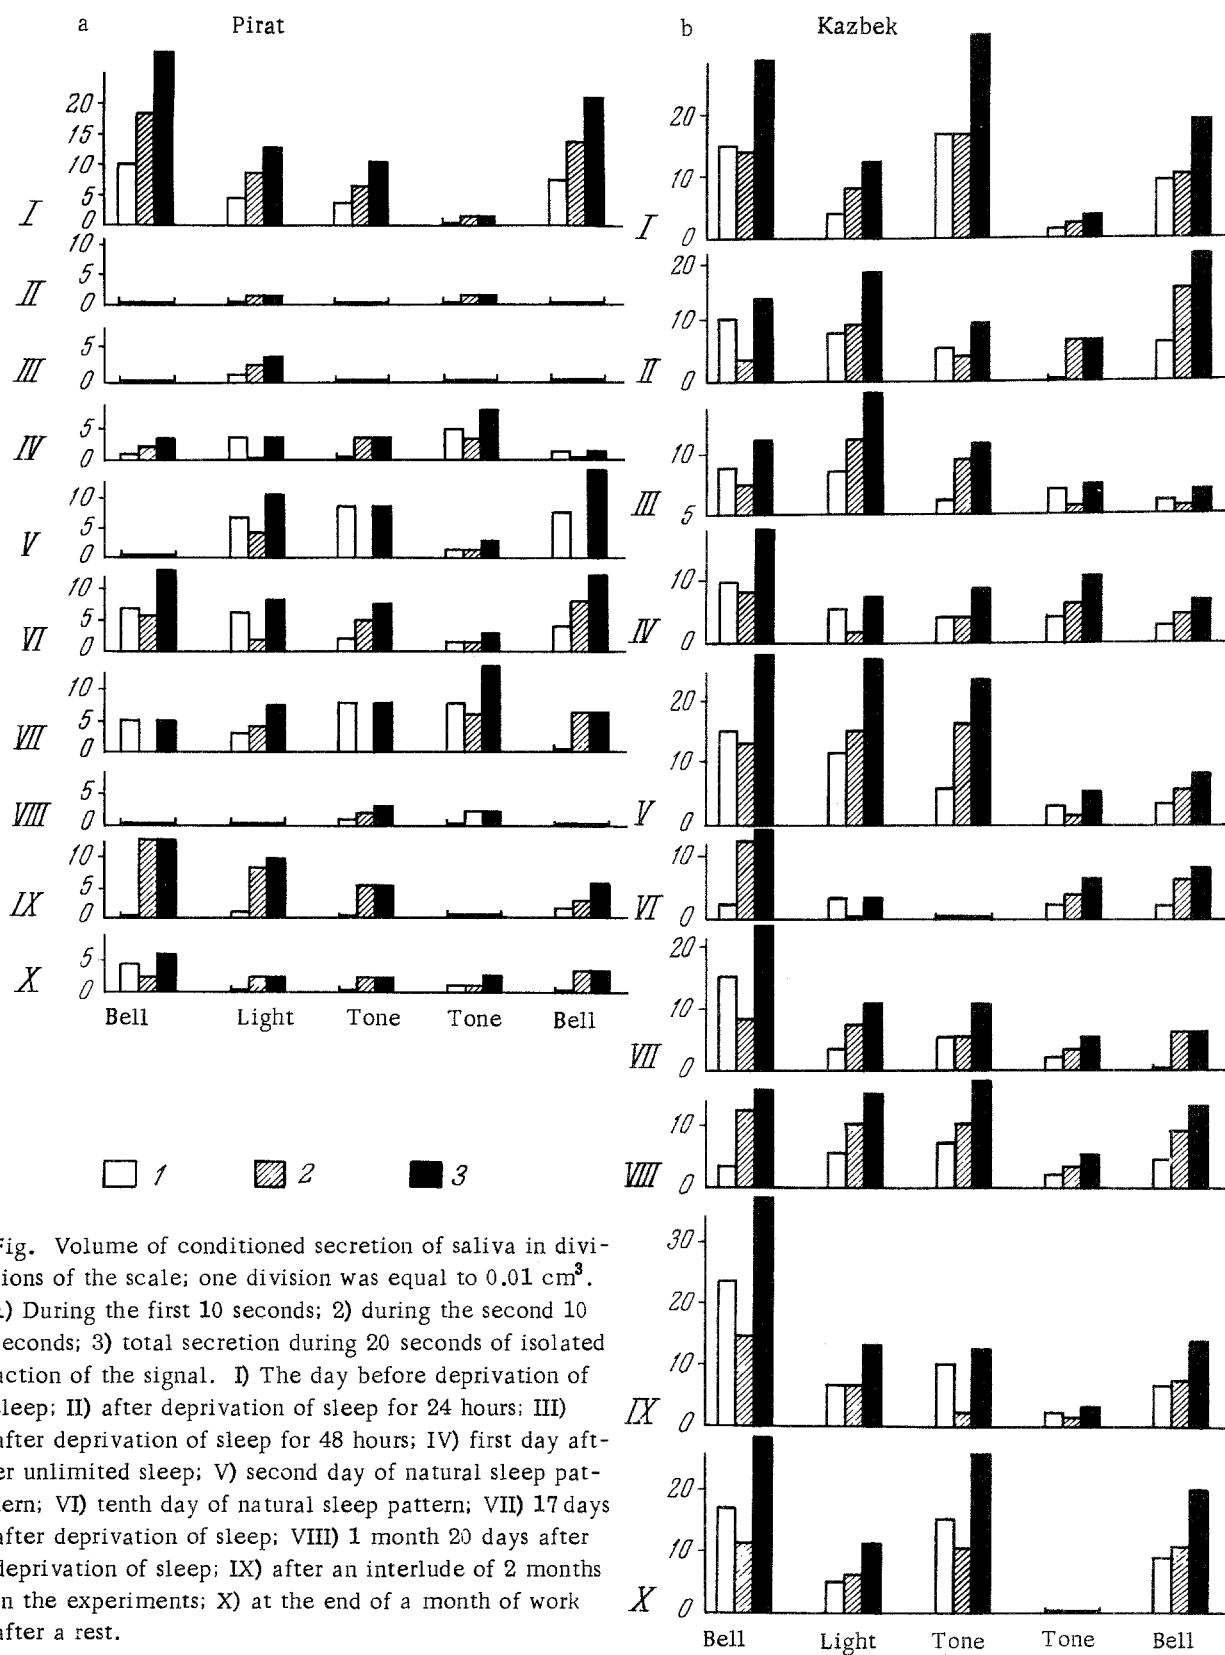 a Pirat
20
15
10
5
0
I
10
5
0
II
5
0
III
5
0
IV
10
5
0
V
10
5
0
VI
10
5
0
VII
5
0
VIII
10
5
0
IX
5
0
X
Bell Light Tone Tone Bell
1 2 3
b Kazbek
20
10
0
I
20
10
0
II
10
5
III
10
0
IV
20
10
0
V
10
0
VI
20
10
0
VII
10
0
VIII
30
20
10
0
IX
20
10
0
X
Bell Light Tone Tone Bell
Fig. Volume of conditioned secretion of saliva in divi-
sions of the scale; one division was equal to 0.01 cm³.
1) During the first 10 seconds; 2) during the second 10
seconds; 3) total secretion during 20 seconds of isolated
action of the signal. I) The day before deprivation of
sleep; II) after deprivation of sleep for 24 hours; III)
after deprivation of sleep for 48 hours; IV) first day aft-
er unlimited sleep; V) second day of natural sleep pat-
tern; VI) tenth day of natural sleep pattern; VII) 17 days
after deprivation of sleep; VIII) 1 month 20 days after
deprivation of sleep; IX) after an interlude of 2 months
in the experiments; X) at the end of a month of work
after a rest.